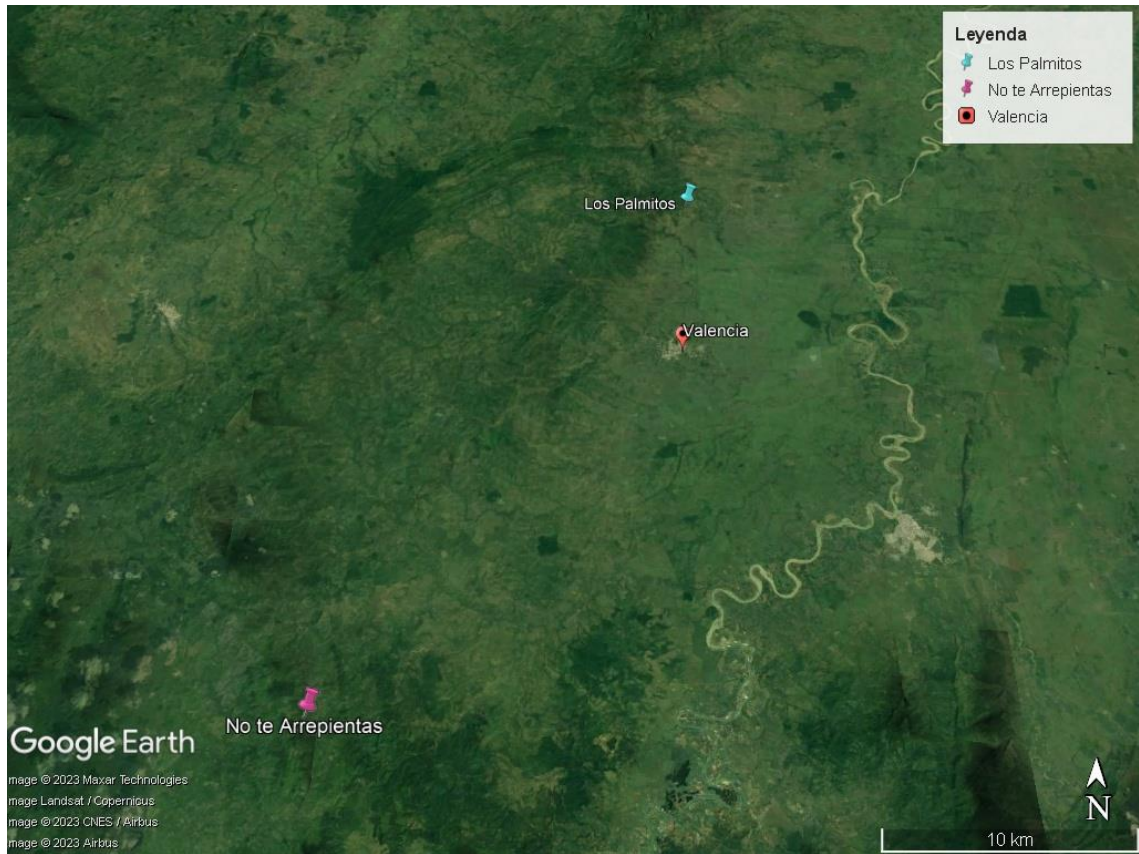 Leyenda
Los Palmitos
No te Arrepientas
Valencia
Los Palmitos
Valencia
No te Arrepientas
Google Earth
mage © 2023 Maxar Technologies
mage Landsat / Copernicus
mage © 2023 CNES / Airbus
mage © 2023 Airbus
N
10 km